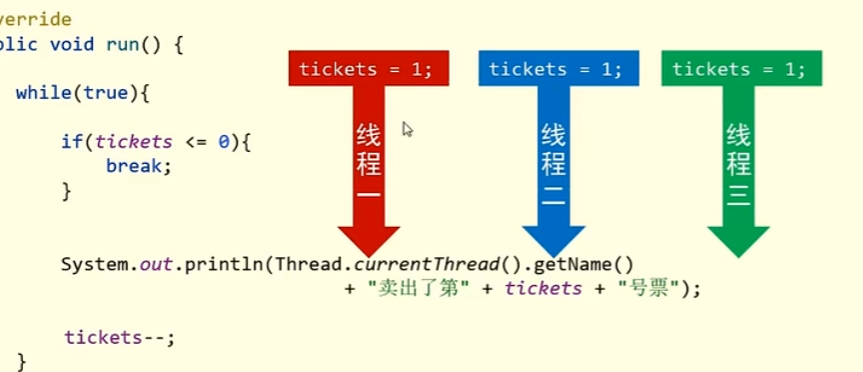 verride
blic void run() {
tickets = 1;
tickets = 1;
tickets = 1;
while(true){
线程一
线程二
线程三
if(tickets <= 0){
break;
}
System.out.println(Thread.currentThread().getName()
+ "卖出了第" + tickets + "号票");
tickets--;
}